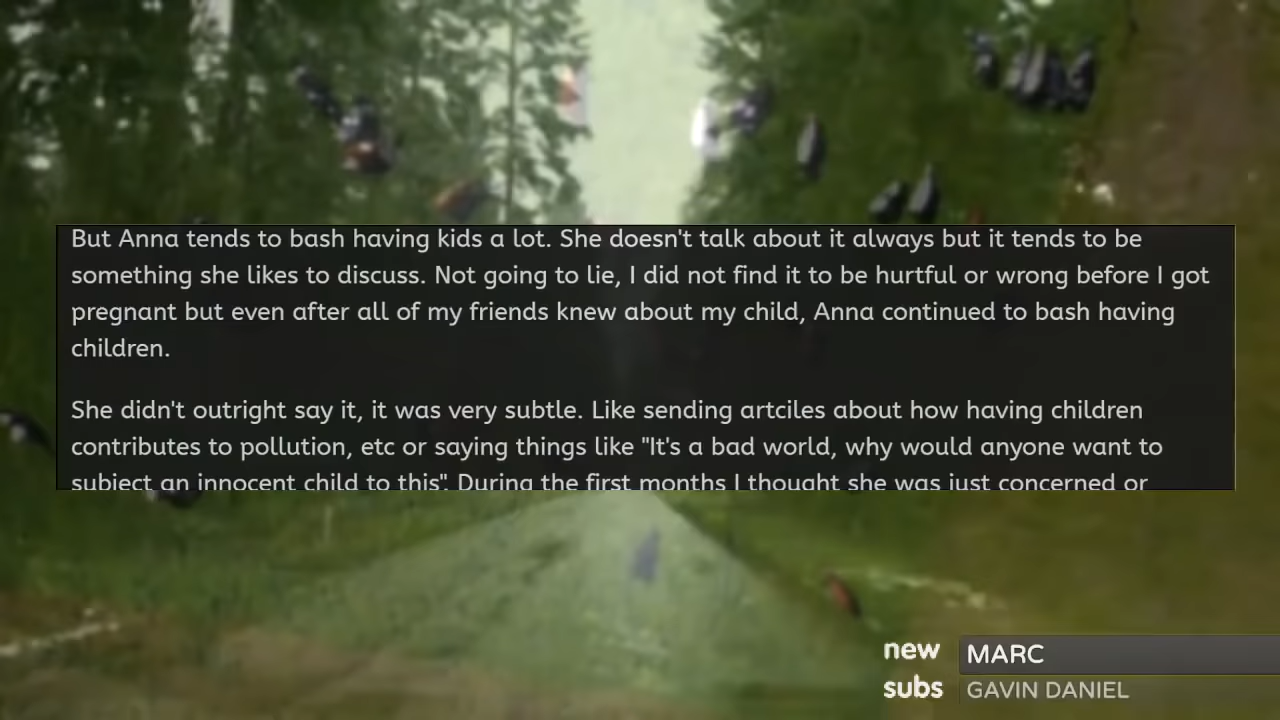 But Anna tends to bash having kids a lot. She doesn't talk about it always but it tends to be
something she likes to discuss. Not going to lie, I did not find it to be hurtful or wrong before I got
pregnant but even after all of my friends knew about my child, Anna continued to bash having
children.
She didn't outright say it, it was very subtle. Like sending artciles about how having children
contributes to pollution, etc or saying things like "It's a bad world, why would anyone want to
subject an innocent child to this". During the first months I thought she was just concerned or
new MARC
subs GAVIN DANIEL